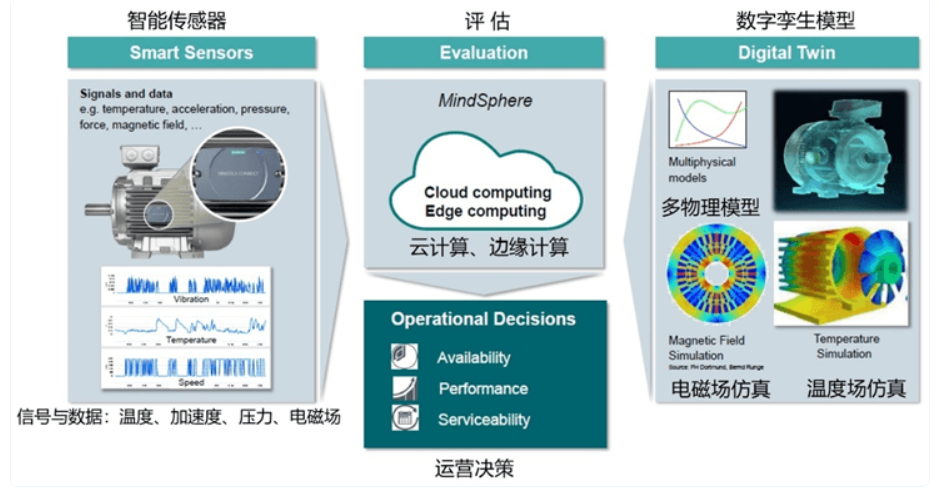 智能传感器
Smart Sensors
Signals and data
e.g. temperature, acceleration, pressure,
force, magnetic field, ...
Vibration
Temperature
Speed
信号与数据：温度、加速度、压力、电磁场
评 估
Evaluation
MindSphere
Cloud computing
Edge computing
云计算、边缘计算
Operational Decisions
Availability
Performance
Serviceability
运营决策
数字孪生模型
Digital Twin
Multiphysical
models
多物理模型
Magnetic Field
Simulation
Source: FH Dortmund, Bernd Runge
电磁场仿真
Temperature
Simulation
温度场仿真